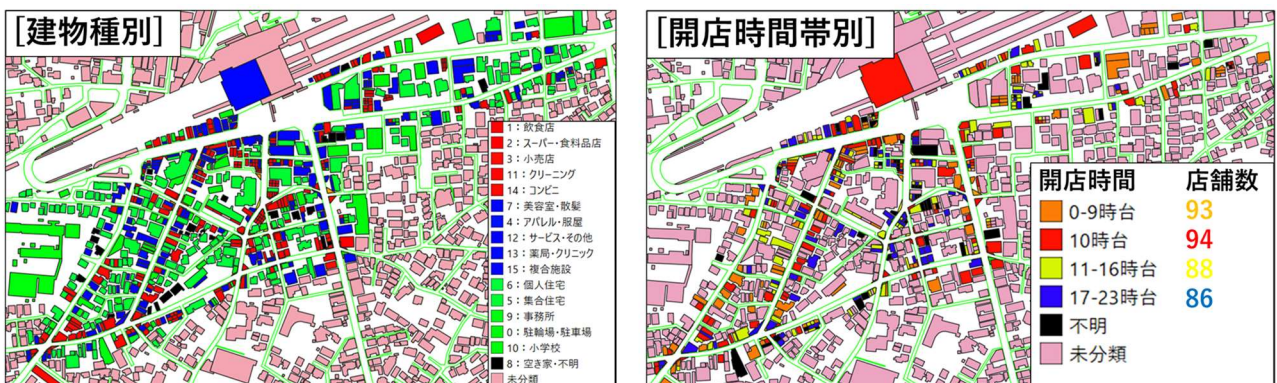 [建物種別]
1：飲食店
2：スーパー・食料品店
3：小売店
11：クリーニング
14：コンビニ
7：美容室・散髪
4：アパレル・服屋
12：サービス・その他
13：薬局・クリニック
15：複合施設
6：個人住宅
5：集合住宅
9：事務所
0：駐輪場・駐車場
10：小学校
8：空き家・不明
未分類
[開店時間帯別]
開店時間 店舗数
0-9時台 93
10時台 94
11-16時台 88
17-23時台 86
不明
未分類